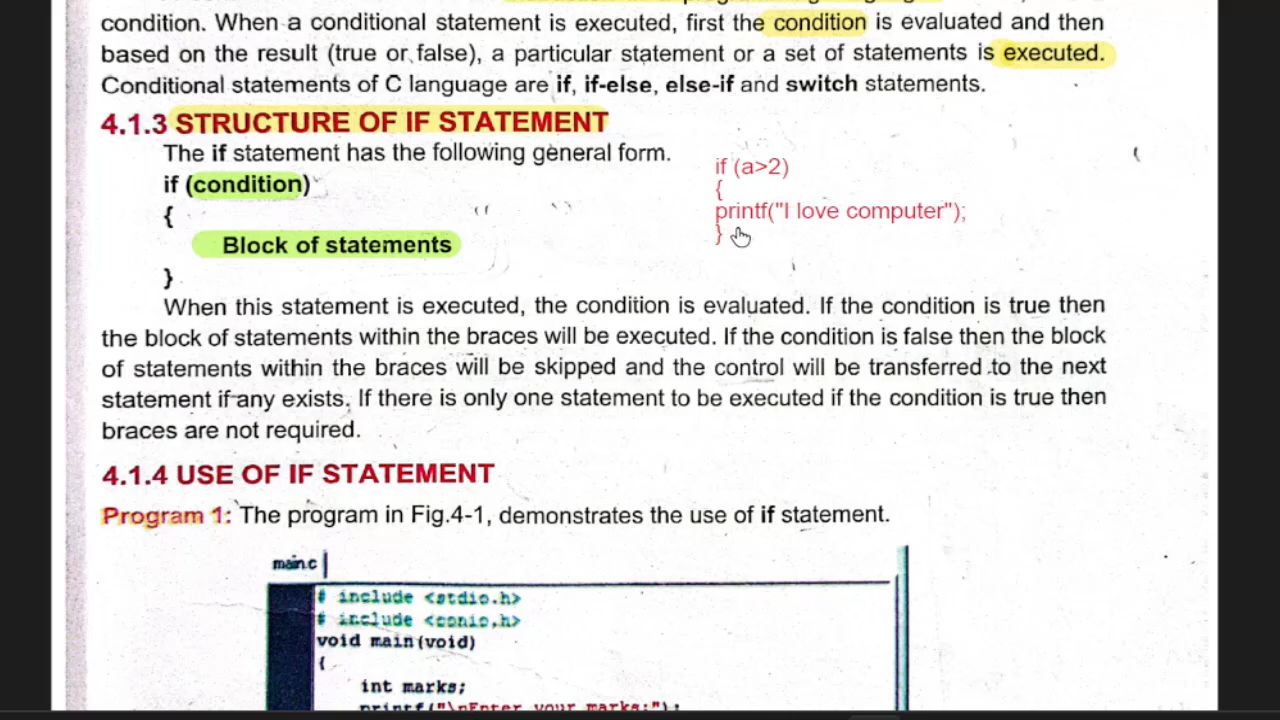 condition. When a conditional statement is executed, first the condition is evaluated and then
based on the result (true or false), a particular statement or a set of statements is executed.
Conditional statements of C language are if, if-else, else-if and switch statements.
4.1.3 STRUCTURE OF IF STATEMENT
The if statement has the following general form.
if (condition)
{
Block of statements
}
if (a>2)
{
printf("I love computer");
}
When this statement is executed, the condition is evaluated. If the condition is true then
the block of statements within the braces will be executed. If the condition is false then the block
of statements within the braces will be skipped and the control will be transferred to the next
statement if any exists. If there is only one statement to be executed if the condition is true then
braces are not required.
4.1.4 USE OF IF STATEMENT
Program 1: The program in Fig.4-1, demonstrates the use of if statement.
main.c
# include <stdio.h>
# include <conio.h>
void main(void)
{
int marks;
printf("\nEnter your marks:");